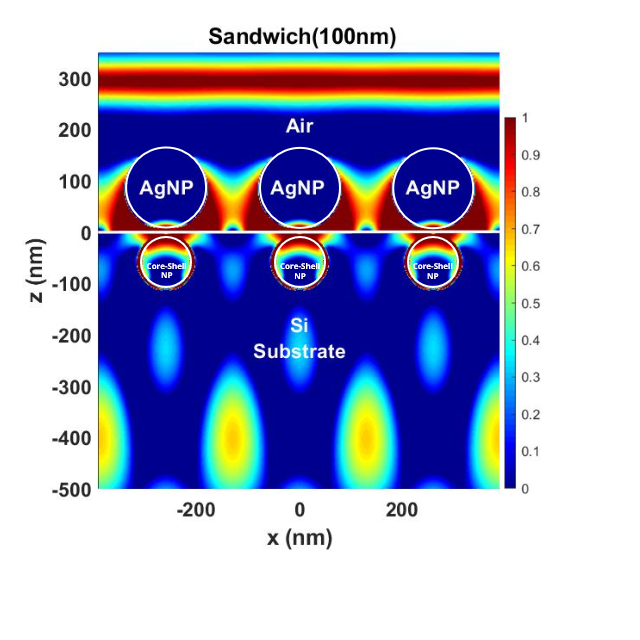 Sandwich(100nm)
300
200
100
0
-100
-200
-300
-400
-500
z (nm)
Air
AgNP AgNP AgNP
Core-Shell NP
Core-Shell NP
Core-Shell NP
Si
Substrate
-200 0 200
x (nm)
1
0.9
0.8
0.7
0.6
0.5
0.4
0.3
0.2
0.1
0